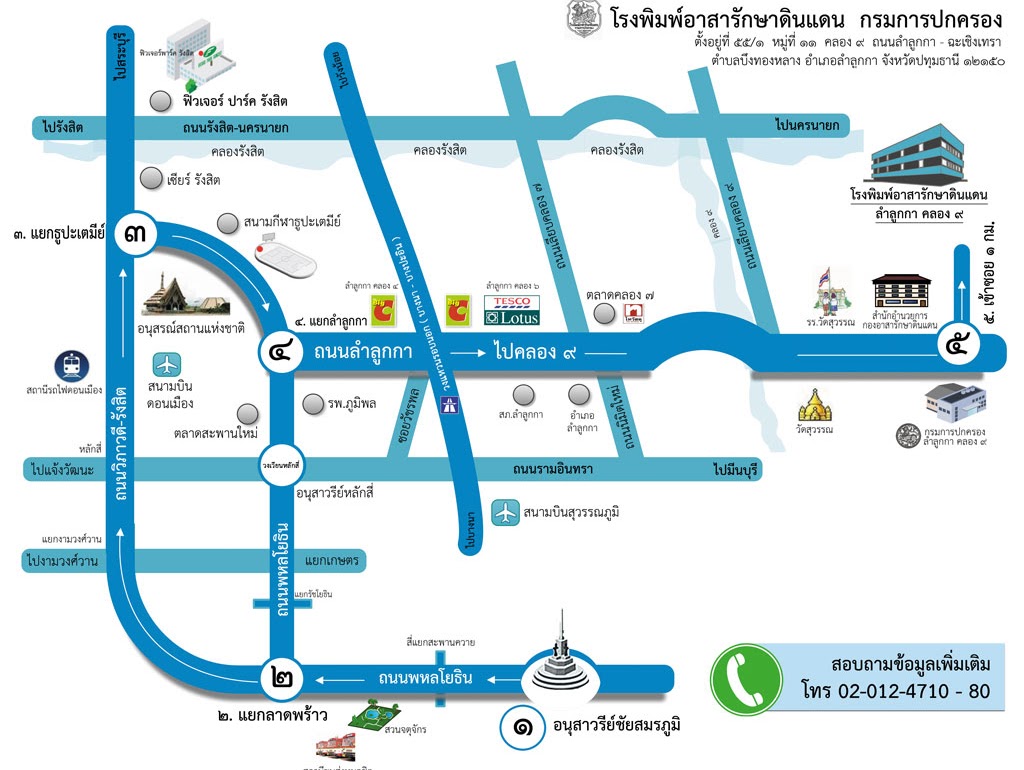 โรงพิมพ์อาสารักษาดินแดน กรมการปกครอง
ตั้งอยู่ที่ ๕๕/๑ หมู่ที่ ๑๑ คลอง ๙ ถนนลำลูกกา - ฉะเชิงเทรา
ตำบลบึงทองหลาง อำเภอลำลูกกา จังหวัดปทุมธานี ๑๒๑๕๐
ไปสระบุรี
ฟิวเจอร์พาร์ค รังสิต
ไปวังน้อย
ฟิวเจอร์ ปาร์ค รังสิต
ไปรังสิต
ถนนรังสิต-นครนายก
ไปนครนายก
คลองรังสิต
คลองรังสิต
คลองรังสิต
เซียร์ รังสิต
ถนนเลียบคลอง ๗
ถนนเลียบคลอง ๙
คลอง ๙
โรงพิมพ์อาสารักษาดินแดน
ลำลูกกา คลอง ๙
๓. แยกธูปะเตมีย์
๓
สนามกีฬาธูปะเตมีย์
วงแหวนรอบนอก ( บางนา - บางปะอิน )
๕. เข้าซอย ๑ กม.
อนุสรณ์สถานแห่งชาติ
ลำลูกกา คลอง ๔
Big C
Big C
ลำลูกกา คลอง ๖
TESCO
Lotus
ตลาดคลอง ๗
ไทวัสดุ
รร.วัดสุวรรณ
สำนักอำนวยการ
กองอาสารักษาดินแดน
๔. แยกลำลูกกา
๔
ถนนลำลูกกา
ไปคลอง ๙
๕
สถานีรถไฟดอนเมือง
สนามบิน
ดอนเมือง
ตลาดสะพานใหม่
รพ.ภูมิพล
ซอยวัชรพล
สภ.ลำลูกกา
อำเภอ
ลำลูกกา
ถนนนิมิตใหม่
วัดสุวรรณ
กรมการปกครอง
ลำลูกกา คลอง ๙
ถนนวิภาวดี-รังสิต
หลักสี่
ไปแจ้งวัฒนะ
วงเวียนหลักสี่
ถนนรามอินทรา
ไปมีนบุรี
อนุสาวรีย์หลักสี่
ไปบางนา
สนามบินสุวรรณภูมิ
แยกงามวงศ์วาน
ไปงามวงศ์วาน
ถนนพหลโยธิน
แยกเกษตร
แยกรัชโยธิน
สี่แยกสะพานควาย
๒
ถนนพหลโยธิน
๒. แยกลาดพร้าว
สวนจตุจักร
๑
อนุสาวรีย์ชัยสมรภูมิ
สอบถามข้อมูลเพิ่มเติม
โทร 02-012-4710 - 80